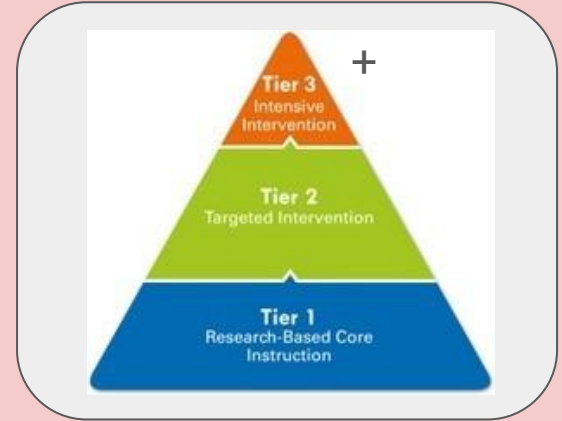 +
Tier 3
Intensive
Intervention
Tier 2
Targeted Intervention
Tier 1
Research-Based Core
Instruction